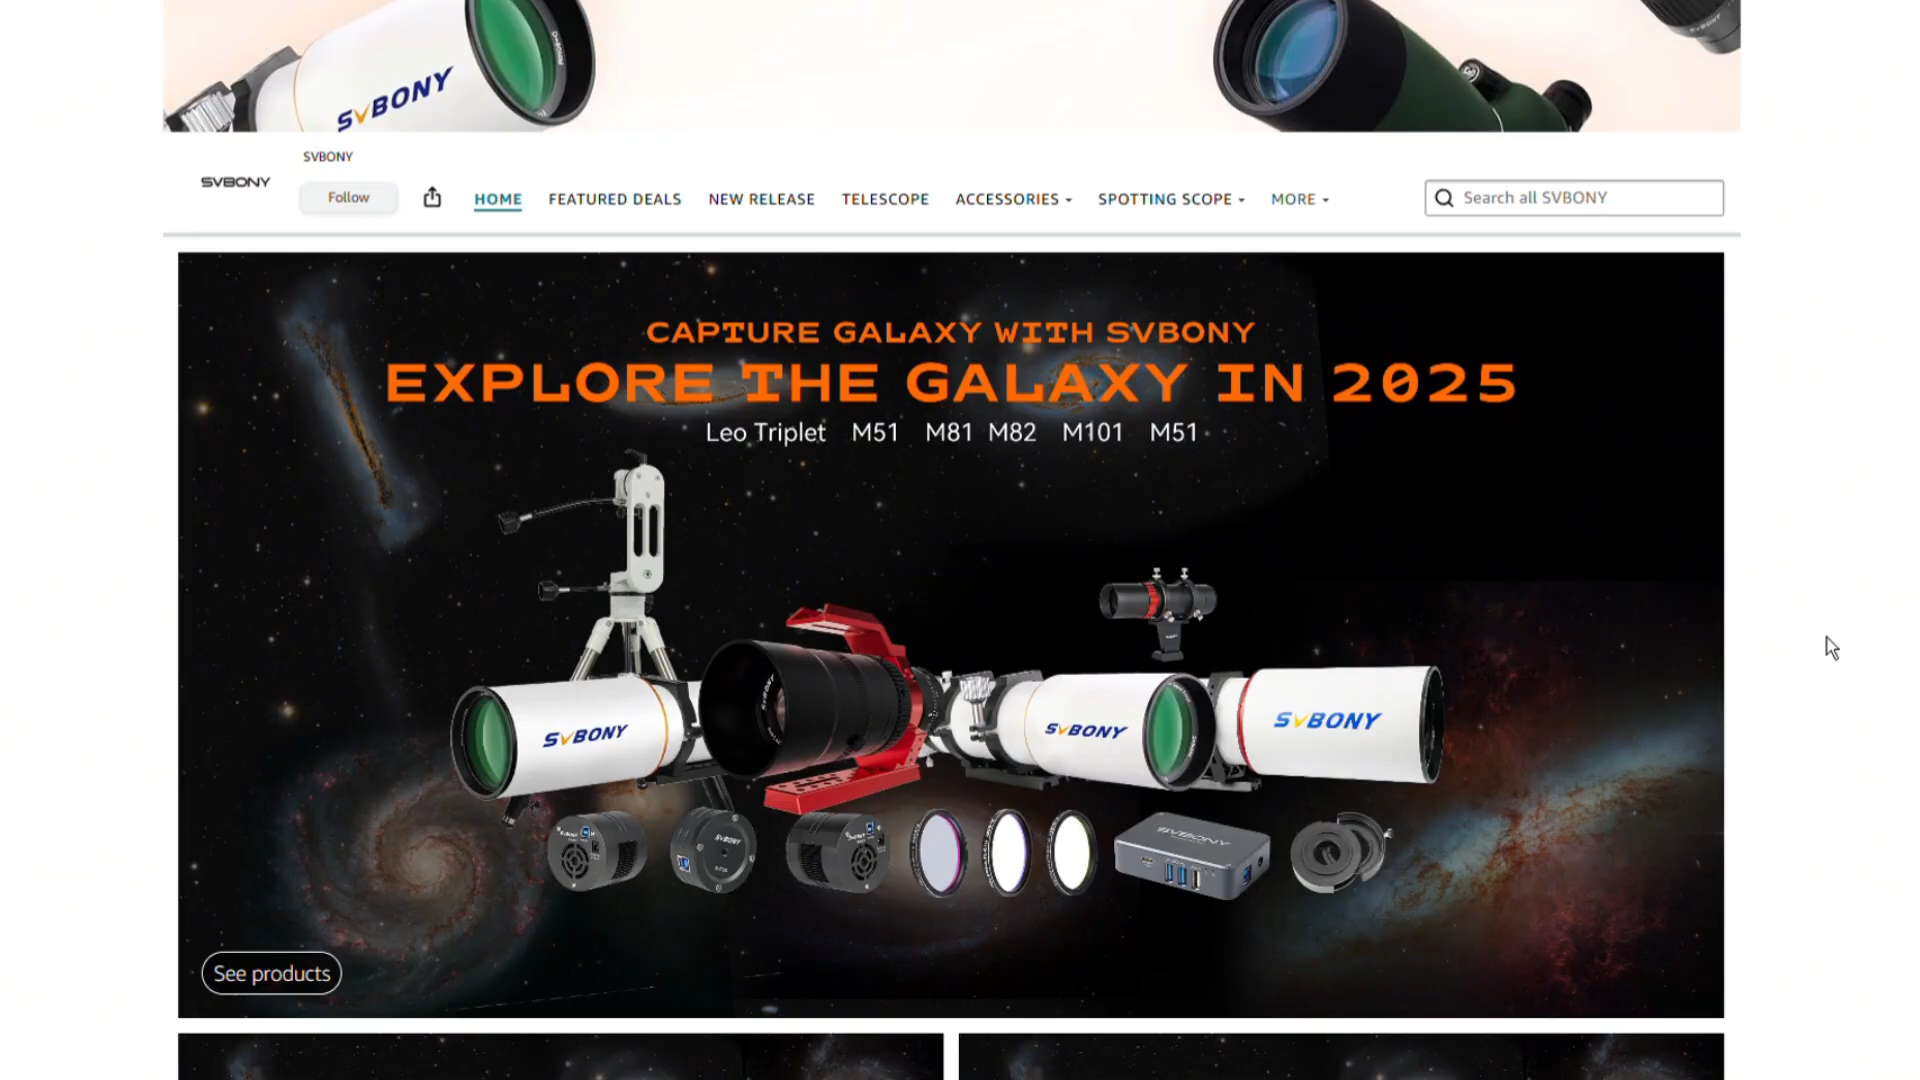 SVBONY
SVBONY
SVBONY
Follow
HOME
FEATURED DEALS
NEW RELEASE
TELESCOPE
ACCESSORIES
SPOTTING SCOPE
MORE
Search all SVBONY
CAPTURE GALAXY WITH SVBONY
EXPLORE THE GALAXY IN 2025
Leo Triplet M51 M81 M82 M101 M51
SVBONY
SVBONY
SVBONY
SVBONY
SVBONY
See products